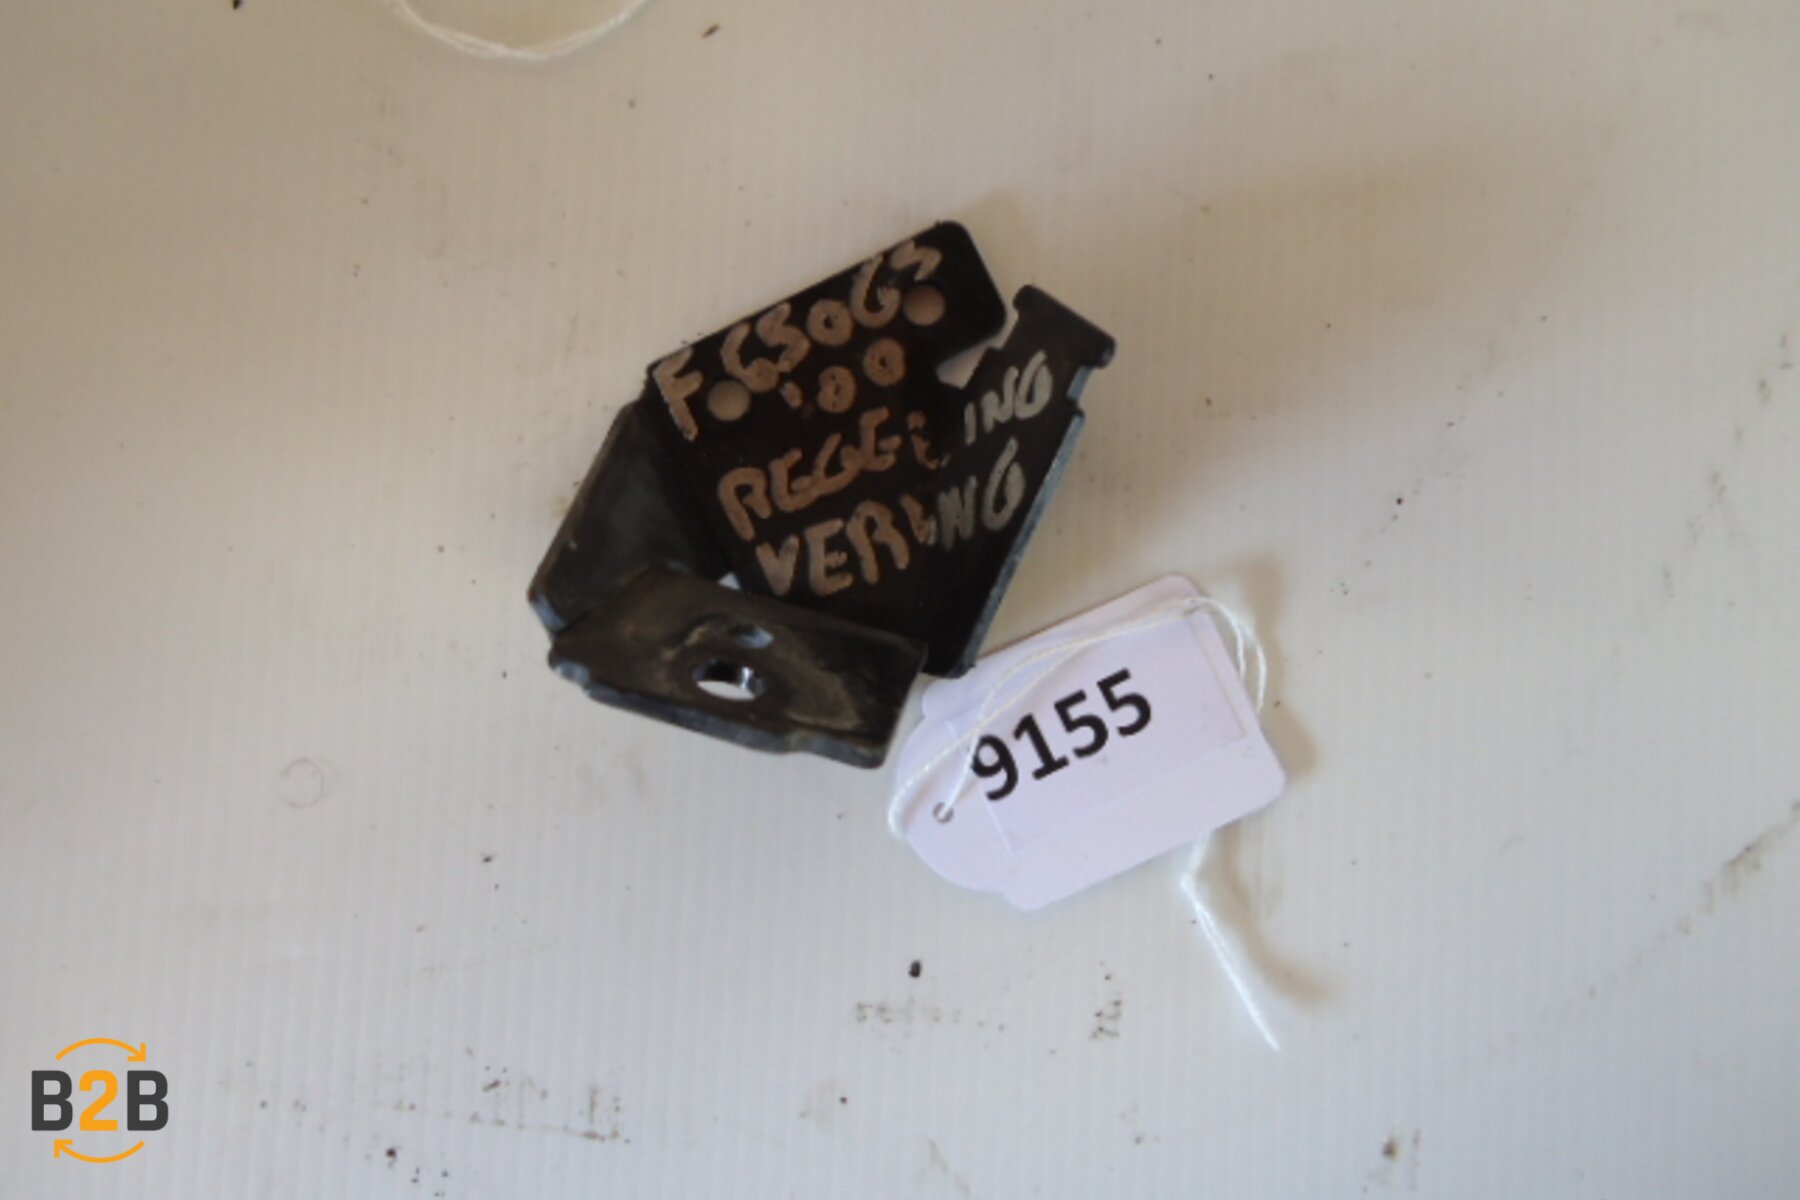 F 650GS
'00
REGELING
VERING
9155
B2B